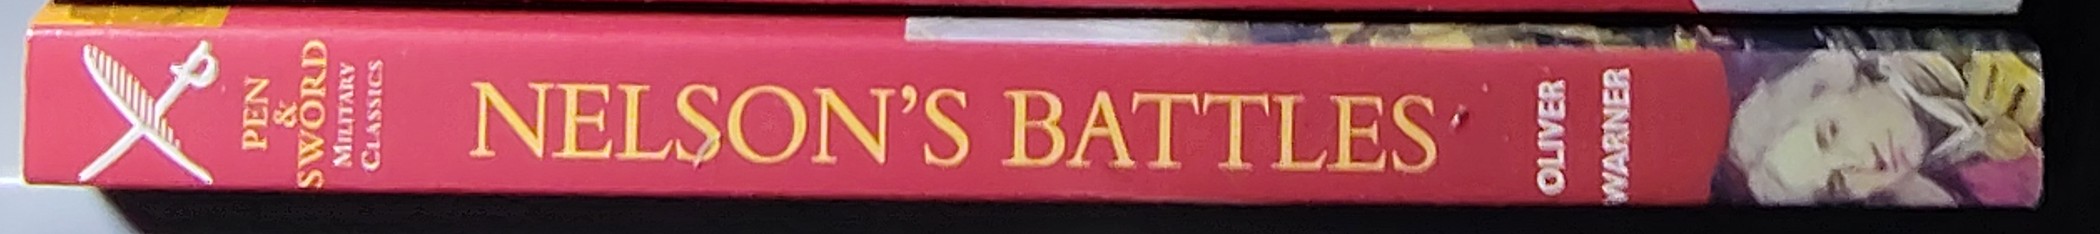 PEN
&
SWORD
MILITARY
CLASSICS
NELSON'S BATTLES
OLIVER
WARNER